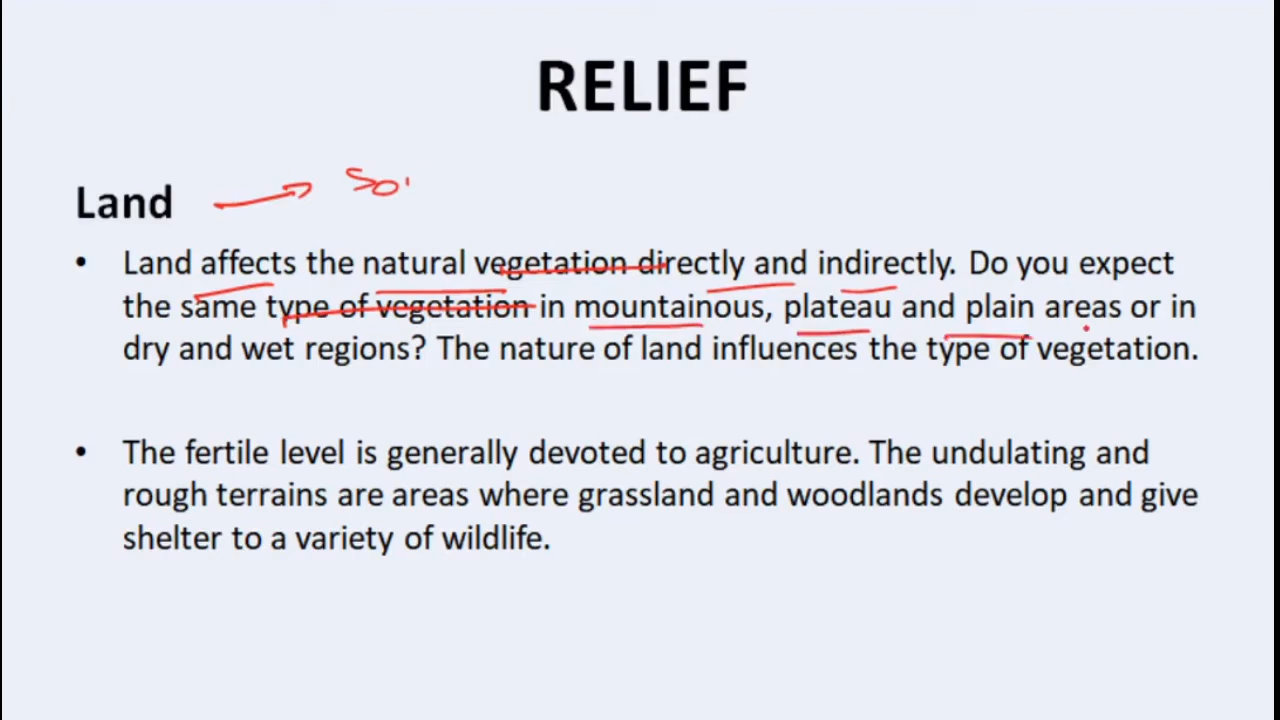 RELIEF
Land
• Land affects the natural vegetation directly and indirectly. Do you expect
the same type of vegetation in mountainous, plateau and plain areas or in
dry and wet regions? The nature of land influences the type of vegetation.
• The fertile level is generally devoted to agriculture. The undulating and
rough terrains are areas where grassland and woodlands develop and give
shelter to a variety of wildlife.